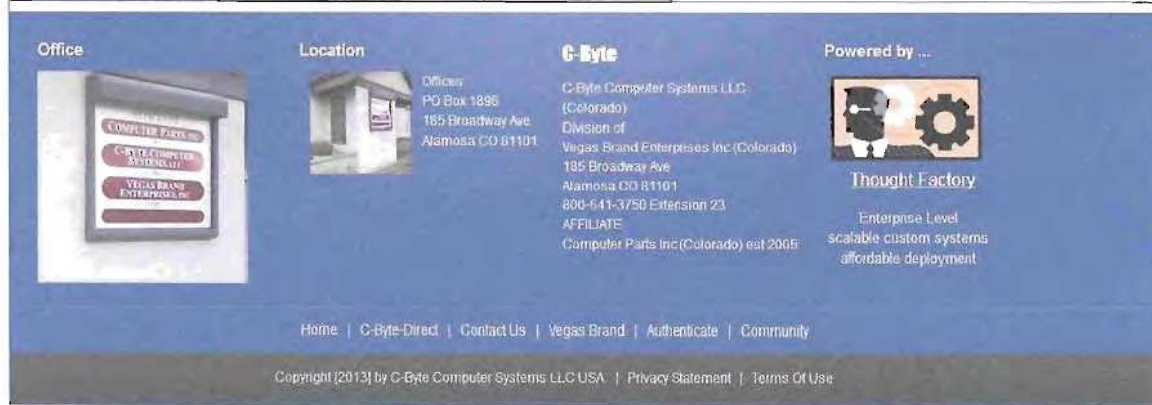 Office
COMPUTER PARTS, INC
C-BYTE COMPUTER
SYSTEMS, LLC
VEGAS BRAND
ENTERPRISES, INC
Location
Offices
PO Box 1895
185 Broadway Ave
Alamosa CO 81101
C-Byte
C-Byte Computer Systems LLC
(Colorado)
Division of
Vegas Brand Enterprises Inc (Colorado)
185 Broadway Ave
Alamosa CO 81101
800-641-3750 Extension 23
AFFILIATE
Computer Parts Inc (Colorado) est 2005
Powered by ...
Thought Factory
Enterprise Level
scalable custom systems
affordable deployment
Home | C-Byte-Direct | Contact Us | Vegas Brand | Authenticate | Community
Copyright [2013] by C-Byte Computer Systems LLC USA | Privacy Statement | Terms Of Use